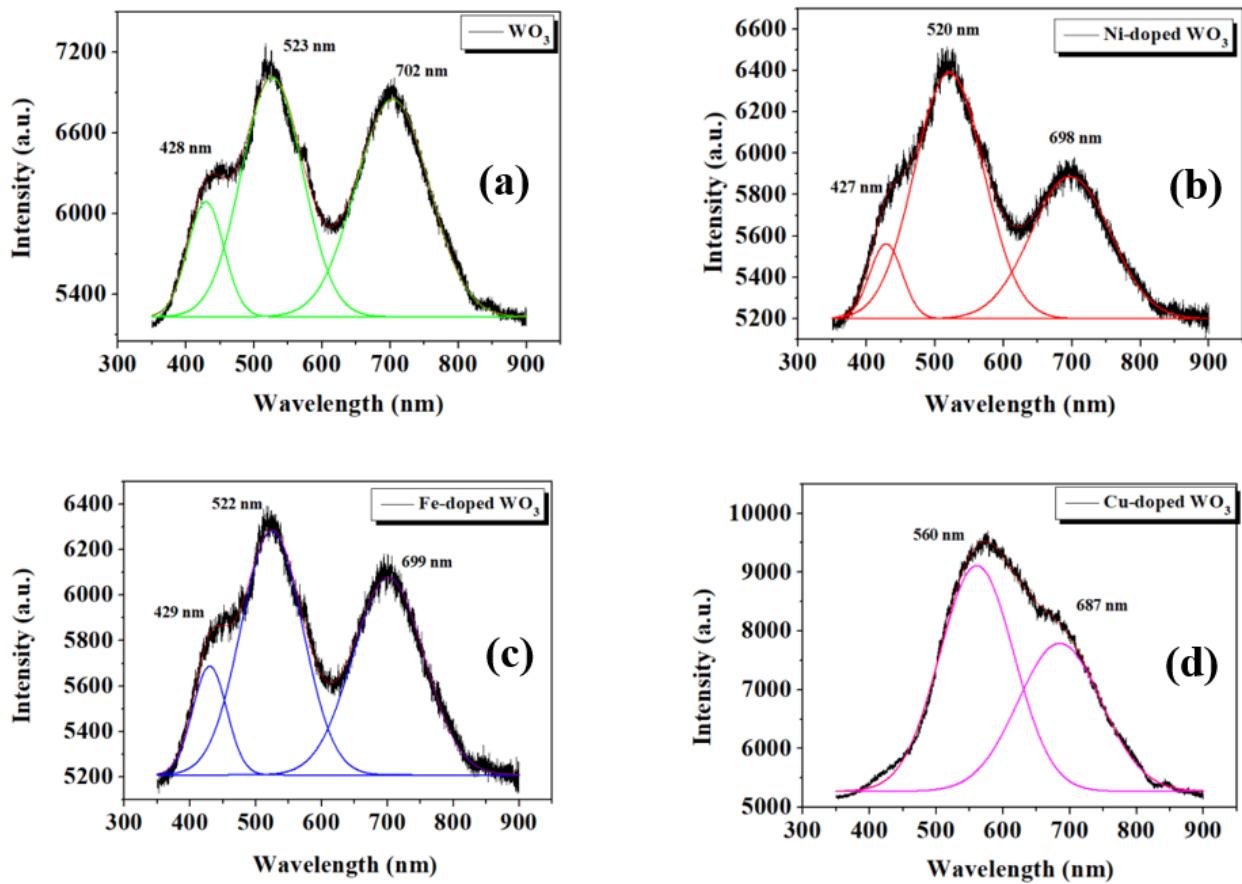 WO3
523 nm
702 nm
428 nm
(a)
7200
6600
6000
5400
Intensity (a.u.)
300 400 500 600 700 800 900
Wavelength (nm)
Ni-doped WO3
520 nm
698 nm
427 nm
(b)
6400
6200
6000
5800
5600
5400
5200
Intensity (a.u.)
300 400 500 600 700 800 900
Wavelength (nm)
Fe-doped WO3
522 nm
699 nm
429 nm
(c)
6400
6200
6000
5800
5600
5400
5200
Intensity (a.u.)
300 400 500 600 700 800 900
Wavelength (nm)
Cu-doped WO3
560 nm
687 nm
(d)
10000
9000
8000
7000
6000
5000
Intensity (a.u.)
300 400 500 600 700 800 900
Wavelength (nm)